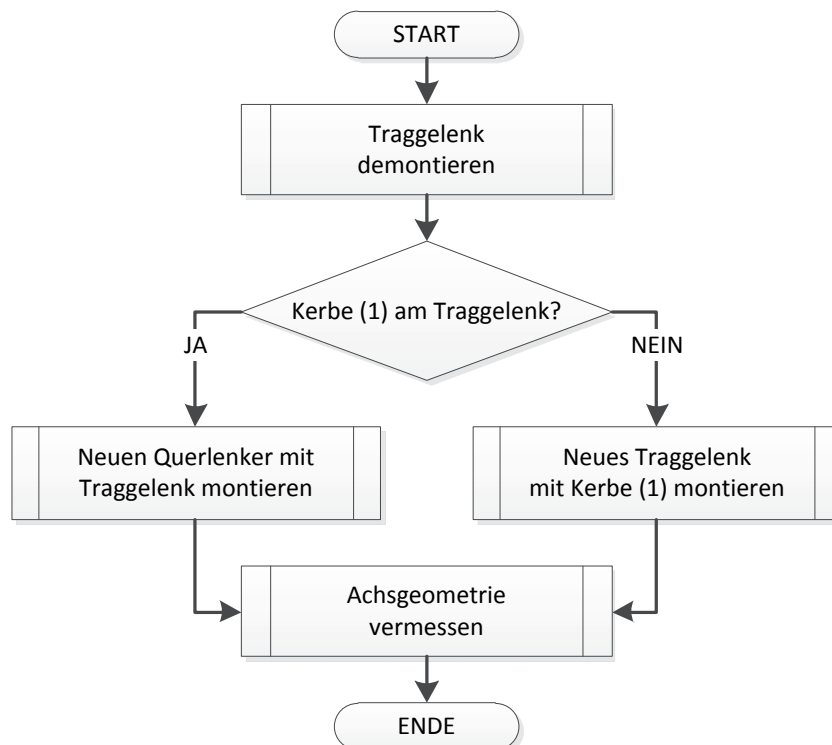 START
Traggelenk
demontieren
Kerbe (1) am Traggelenk?
JA
NEIN
Neuen Querlenker mit
Traggelenk montieren
Neues Traggelenk
mit Kerbe (1) montieren
Achsgeometrie
vermessen
ENDE